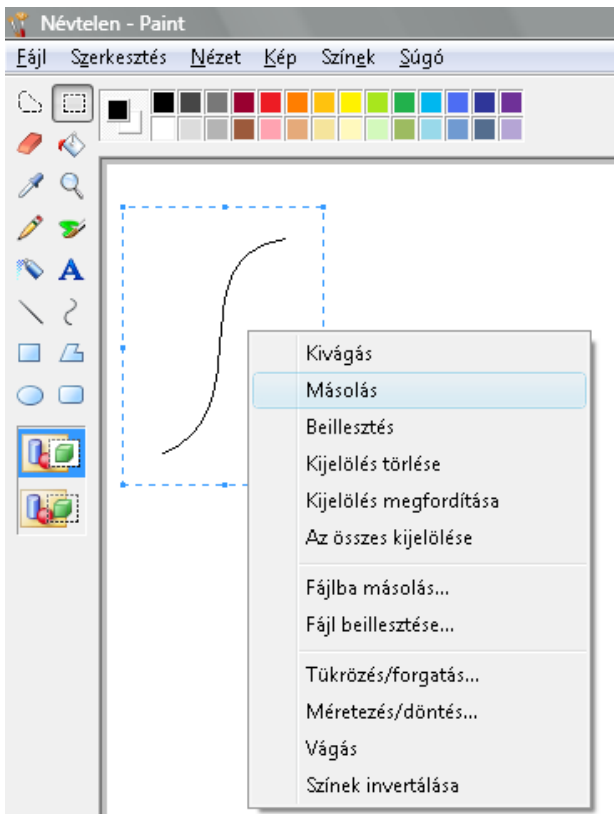 Névtelen - Paint
Fájl Szerkesztés Nézet Kép Színek Súgó
A
Kivágás
Másolás
Beillesztés
Kijelölés törlése
Kijelölés megfordítása
Az összes kijelölése
Fájlba másolás...
Fájl beillesztése...
Tükrözés/forgatás...
Méretezés/döntés...
Vágás
Színek invertálása